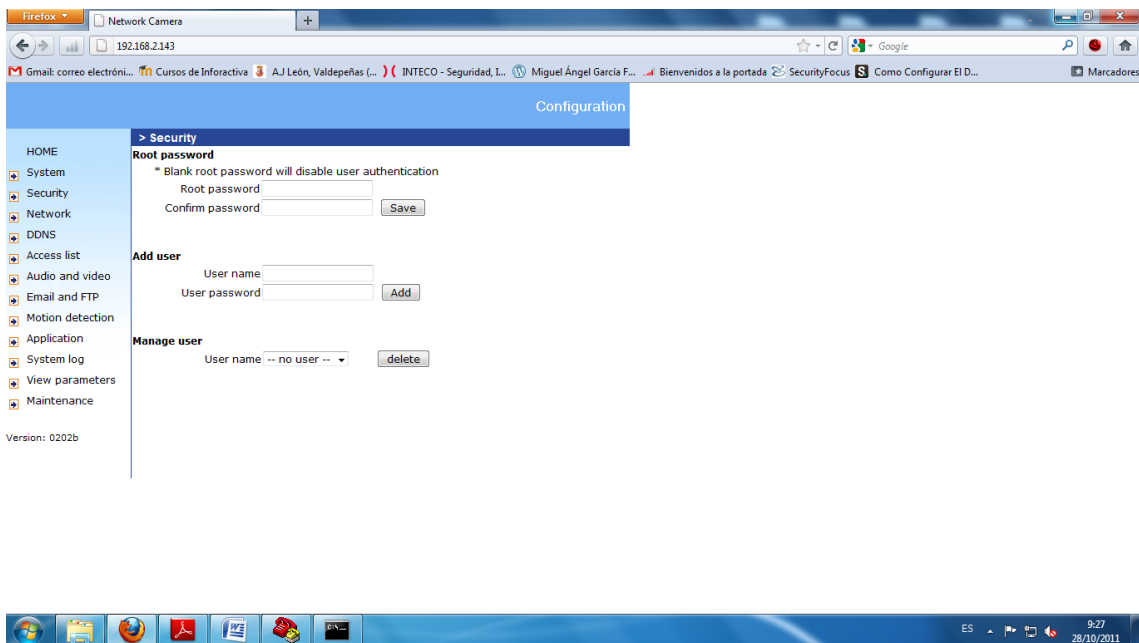 Firefox
Network Camera
192.168.2.143
Google
Gmail: correo electróni... Cursos de Inforactiva AJ León, Valdepeñas (... INTECO - Seguridad, I... Miguel Ángel García F... Bienvenidos a la portada SecurityFocus Como Configurar El D... Marcadores
Configuration
> Security
HOME
System
Security
Network
DDNS
Access list
Audio and video
Email and FTP
Motion detection
Application
System log
View parameters
Maintenance
Version: 0202b
Root password
* Blank root password will disable user authentication
Root password
Confirm password Save
Add user
User name
User password Add
Manage user
User name -- no user -- delete
ES
9:27
28/10/2011